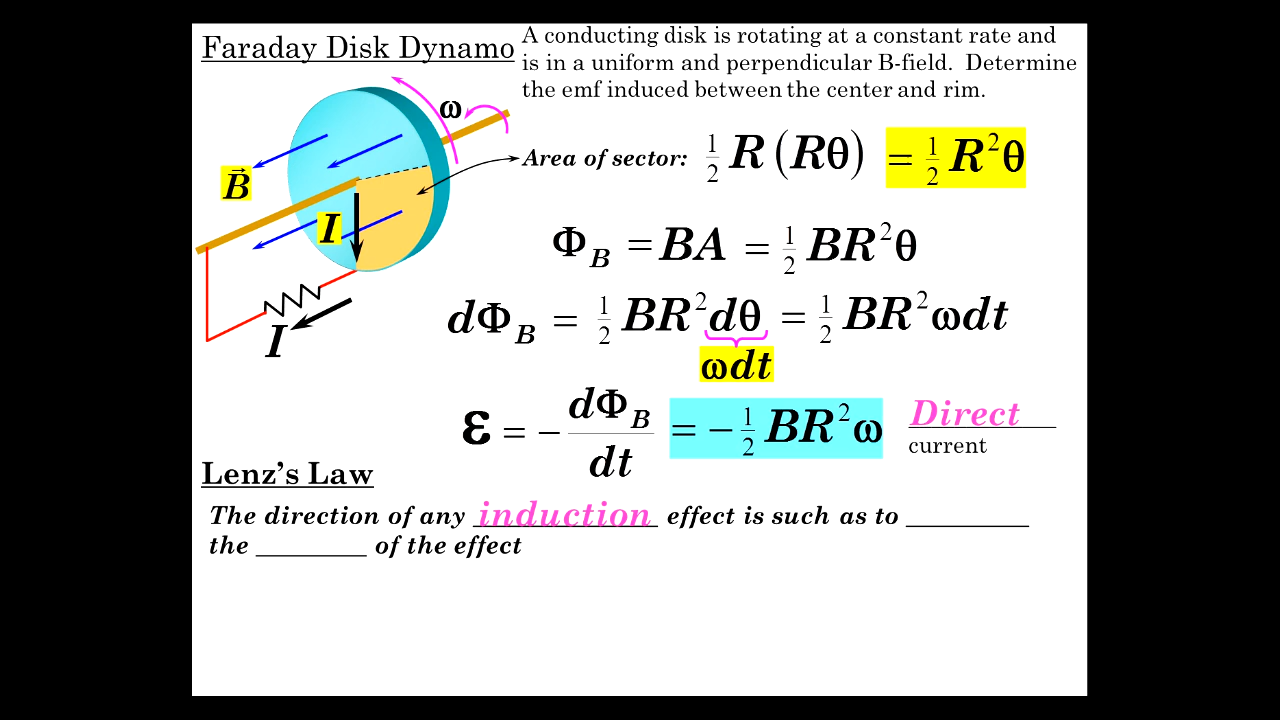 Faraday Disk Dynamo
A conducting disk is rotating at a constant rate and
is in a uniform and perpendicular B-field. Determine
the emf induced between the center and rim.
ω
B⃗
I
I
Area of sector: ½ R (Rθ) = ½ R²θ
Φ_B = BA = ½ BR²θ
dΦ_B = ½ BR²dθ = ½ BR²ωdt
ωdt
ε = − dΦ_B / dt = − ½ BR²ω
Direct
current
Lenz's Law
The direction of any induction effect is such as to _________
the ________ of the effect